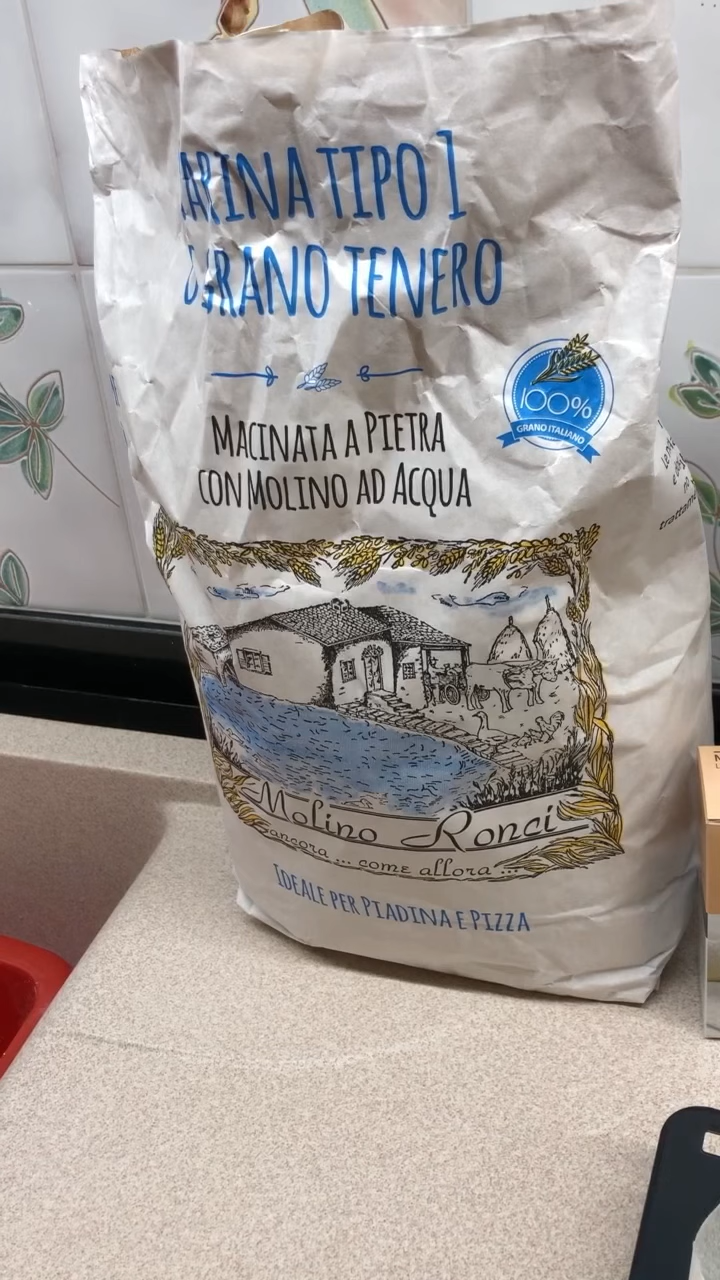 ARINA TIPO 1
GRANO TENERO
100%
GRANO ITALIANO
MACINATA A PIETRA
CON MOLINO AD ACQUA
Molino Ronci
ancora ... come allora ...
IDEALE PER PIADINA E PIZZA